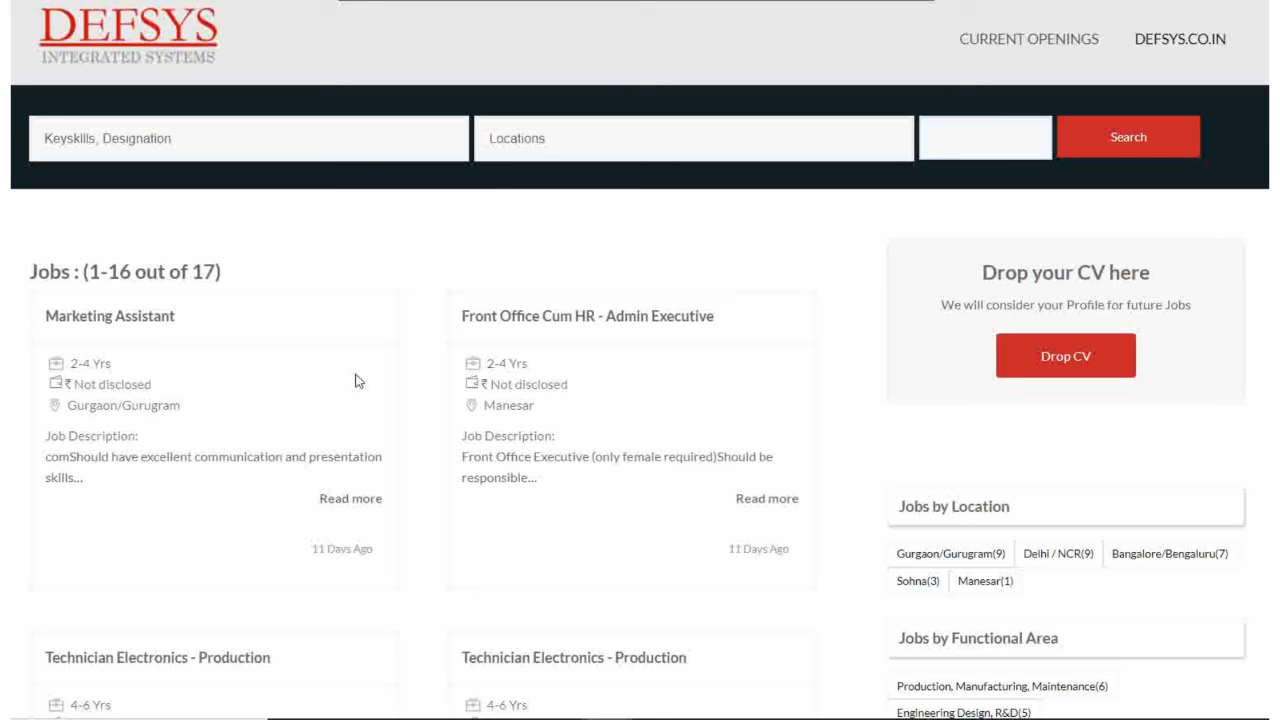 DEFSYS
INTEGRATED SYSTEMS
CURRENT OPENINGS
DEFSYS.CO.IN
Keyskills, Designation
Locations
Search
Jobs : (1-16 out of 17)
Marketing Assistant
2-4 Yrs
₹ Not disclosed
Gurgaon/Gurugram
Job Description:
comShould have excellent communication and presentation
skills...
Read more
11 Days Ago
Front Office Cum HR - Admin Executive
2-4 Yrs
₹ Not disclosed
Manesar
Job Description:
Front Office Executive (only female required)Should be
responsible...
Read more
11 Days Ago
Technician Electronics - Production
4-6 Yrs
Technician Electronics - Production
4-6 Yrs
Drop your CV here
We will consider your Profile for future Jobs
Drop CV
Jobs by Location
Gurgaon/Gurugram(9) Delhi / NCR(9) Bangalore/Bengaluru(7)
Sohna(3) Manesar(1)
Jobs by Functional Area
Production, Manufacturing, Maintenance(6)
Engineering Design, R&D(5)